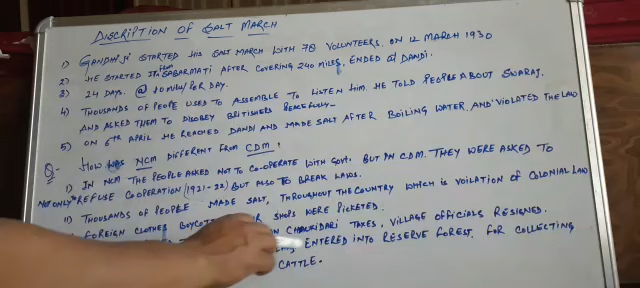 DISCRIPTION OF SALT MARCH
1) GANDHI JI STARTED HIS SALT MARCH WITH 78 VOLUNTEERS, ON 12 MARCH 1930
2) HE STARTED IT FROM SABARMATI AFTER COVERING 240 MILES, ENDED at DANDI.
3) 24 DAYS. @ 10 MILE/PER DAY.
4) THOUSANDS OF PEOPLE USED TO ASSEMBLE TO LISTEN HIM. HE TOLD PEOPLE ABOUT SWARAJ.
AND ASKED THEM TO DISOBEY BRITISHERS PEACEFULLY
5) ON 6th APRIL HE REACHED DANDI AND MADE SALT AFTER BOILING WATER, AND VIOLATED THE LAW
Q- HOW WAS NCM DIFFERENT FROM CDM.
1) IN NCM THE PEOPLE ASKED NOT TO CO-OPERATE WITH GOVT. BUT IN CDM. THEY WERE ASKED TO
NOT ONLY REFUSE COOPERATION (1921-22) BUT ALSO TO BREAK LAWS.
11) THOUSANDS OF PEOPLE MADE SALT, THROUGHOUT THE COUNTRY WHICH IS VOILATION OF COLONIAL LAW
FOREIGN CLOTHES SHOPS WERE PICKETED.
CHAUKIDARI TAXES, VILLAGE OFFICIALS RESIGNED.
ENTERED INTO RESERVE FOREST. FOR COLLECTING
CATTLE.